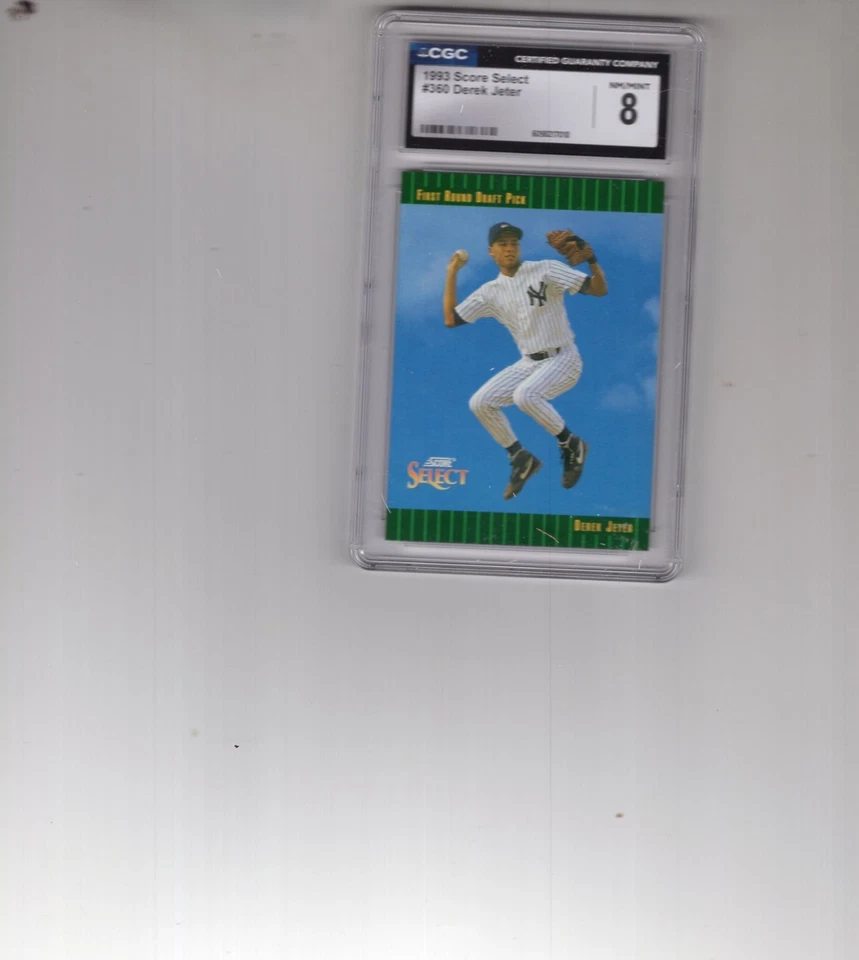 CGC
CERTIFIED GUARANTY COMPANY
1993 Score Select
#360 Derek Jeter
NM/MINT
8
FIRST ROUND DRAFT PICK
NY
SCORE
SELECT
DEREK JETER